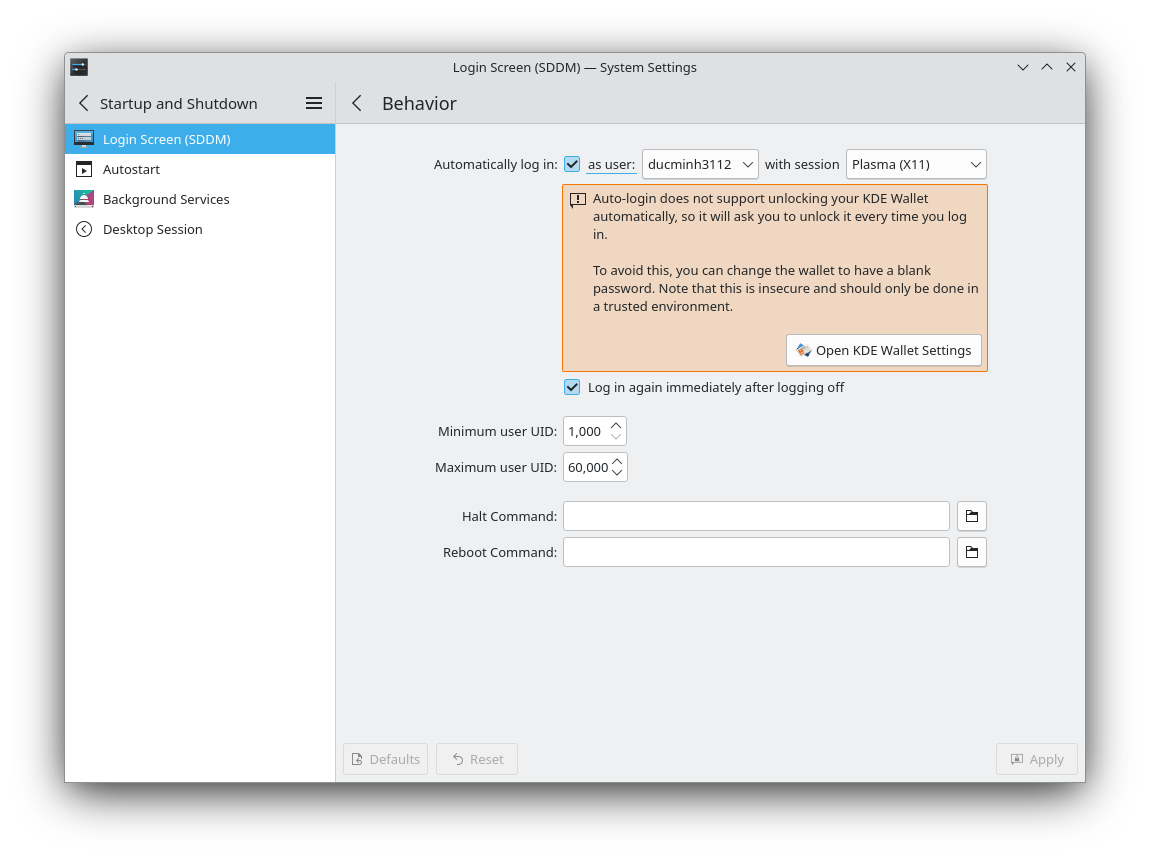 Login Screen (SDDM) — System Settings
Startup and Shutdown
Behavior
Login Screen (SDDM)
Autostart
Background Services
Desktop Session
Automatically log in: as user: ducminh3112 with session Plasma (X11)
Auto-login does not support unlocking your KDE Wallet
automatically, so it will ask you to unlock it every time you log
in.
To avoid this, you can change the wallet to have a blank
password. Note that this is insecure and should only be done in
a trusted environment.
Open KDE Wallet Settings
Log in again immediately after logging off
Minimum user UID: 1,000
Maximum user UID: 60,000
Halt Command:
Reboot Command:
Defaults Reset Apply